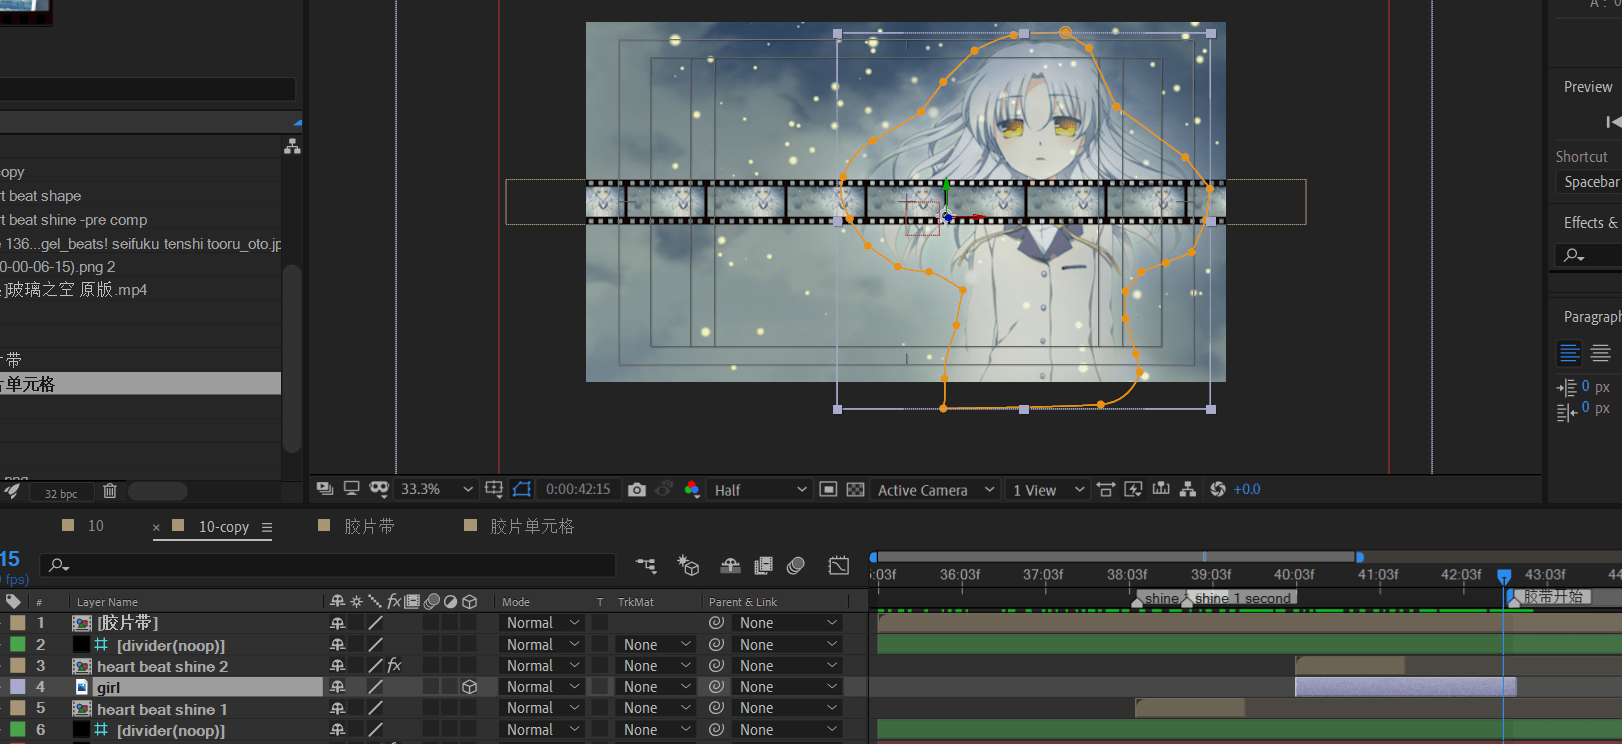 A :
Preview
Shortcut
Spacebar
Effects &
Paragraph
0 px
0 px
opy
rt beat shape
rt beat shine -pre comp
136...gel_beats! seifuku tenshi tooru_oto.jp
0-00-06-15).png 2
]玻璃之空 原版.mp4
带
单元格
32 bpc
33.3%
0:00:42:15
Half
Active Camera
1 View
+0.0
10
× 10-copy
胶片带
胶片单元格
15
fps)
:03f 36:03f 37:03f 38:03f 39:03f 40:03f 41:03f 42:03f 43:03f 44
shine 1 shine 1 second 胶带开始
# Layer Name fx Mode T TrkMat Parent & Link
1 [胶片带] Normal None
2 [divider(noop)] Normal None None
3 heart beat shine 2 fx Normal None None
4 girl Normal None None
5 heart beat shine 1 Normal None None
6 [divider(noop)] Normal None None